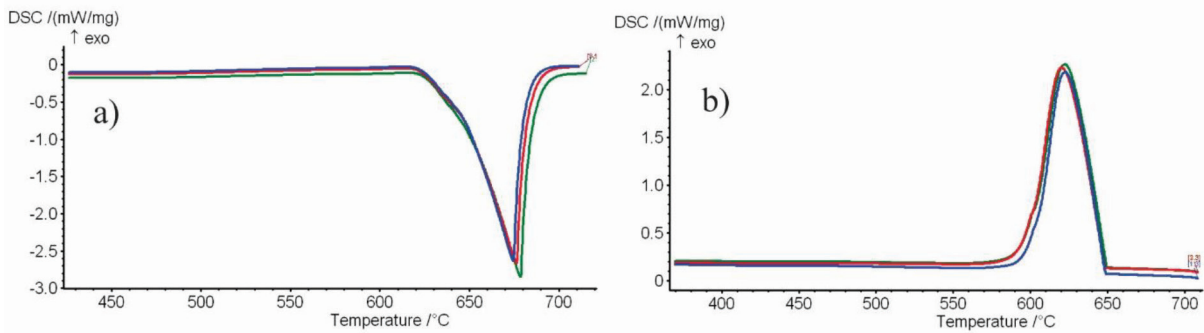 DSC /(mW/mg)
↑ exo
0
-0.5
-1.0
-1.5
-2.0
-2.5
-3.0
a)
450 500 550 600 650 700
Temperature /°C
DSC /(mW/mg)
↑ exo
2.0
1.5
1.0
0.5
0
b)
400 450 500 550 600 650 700
Temperature /°C